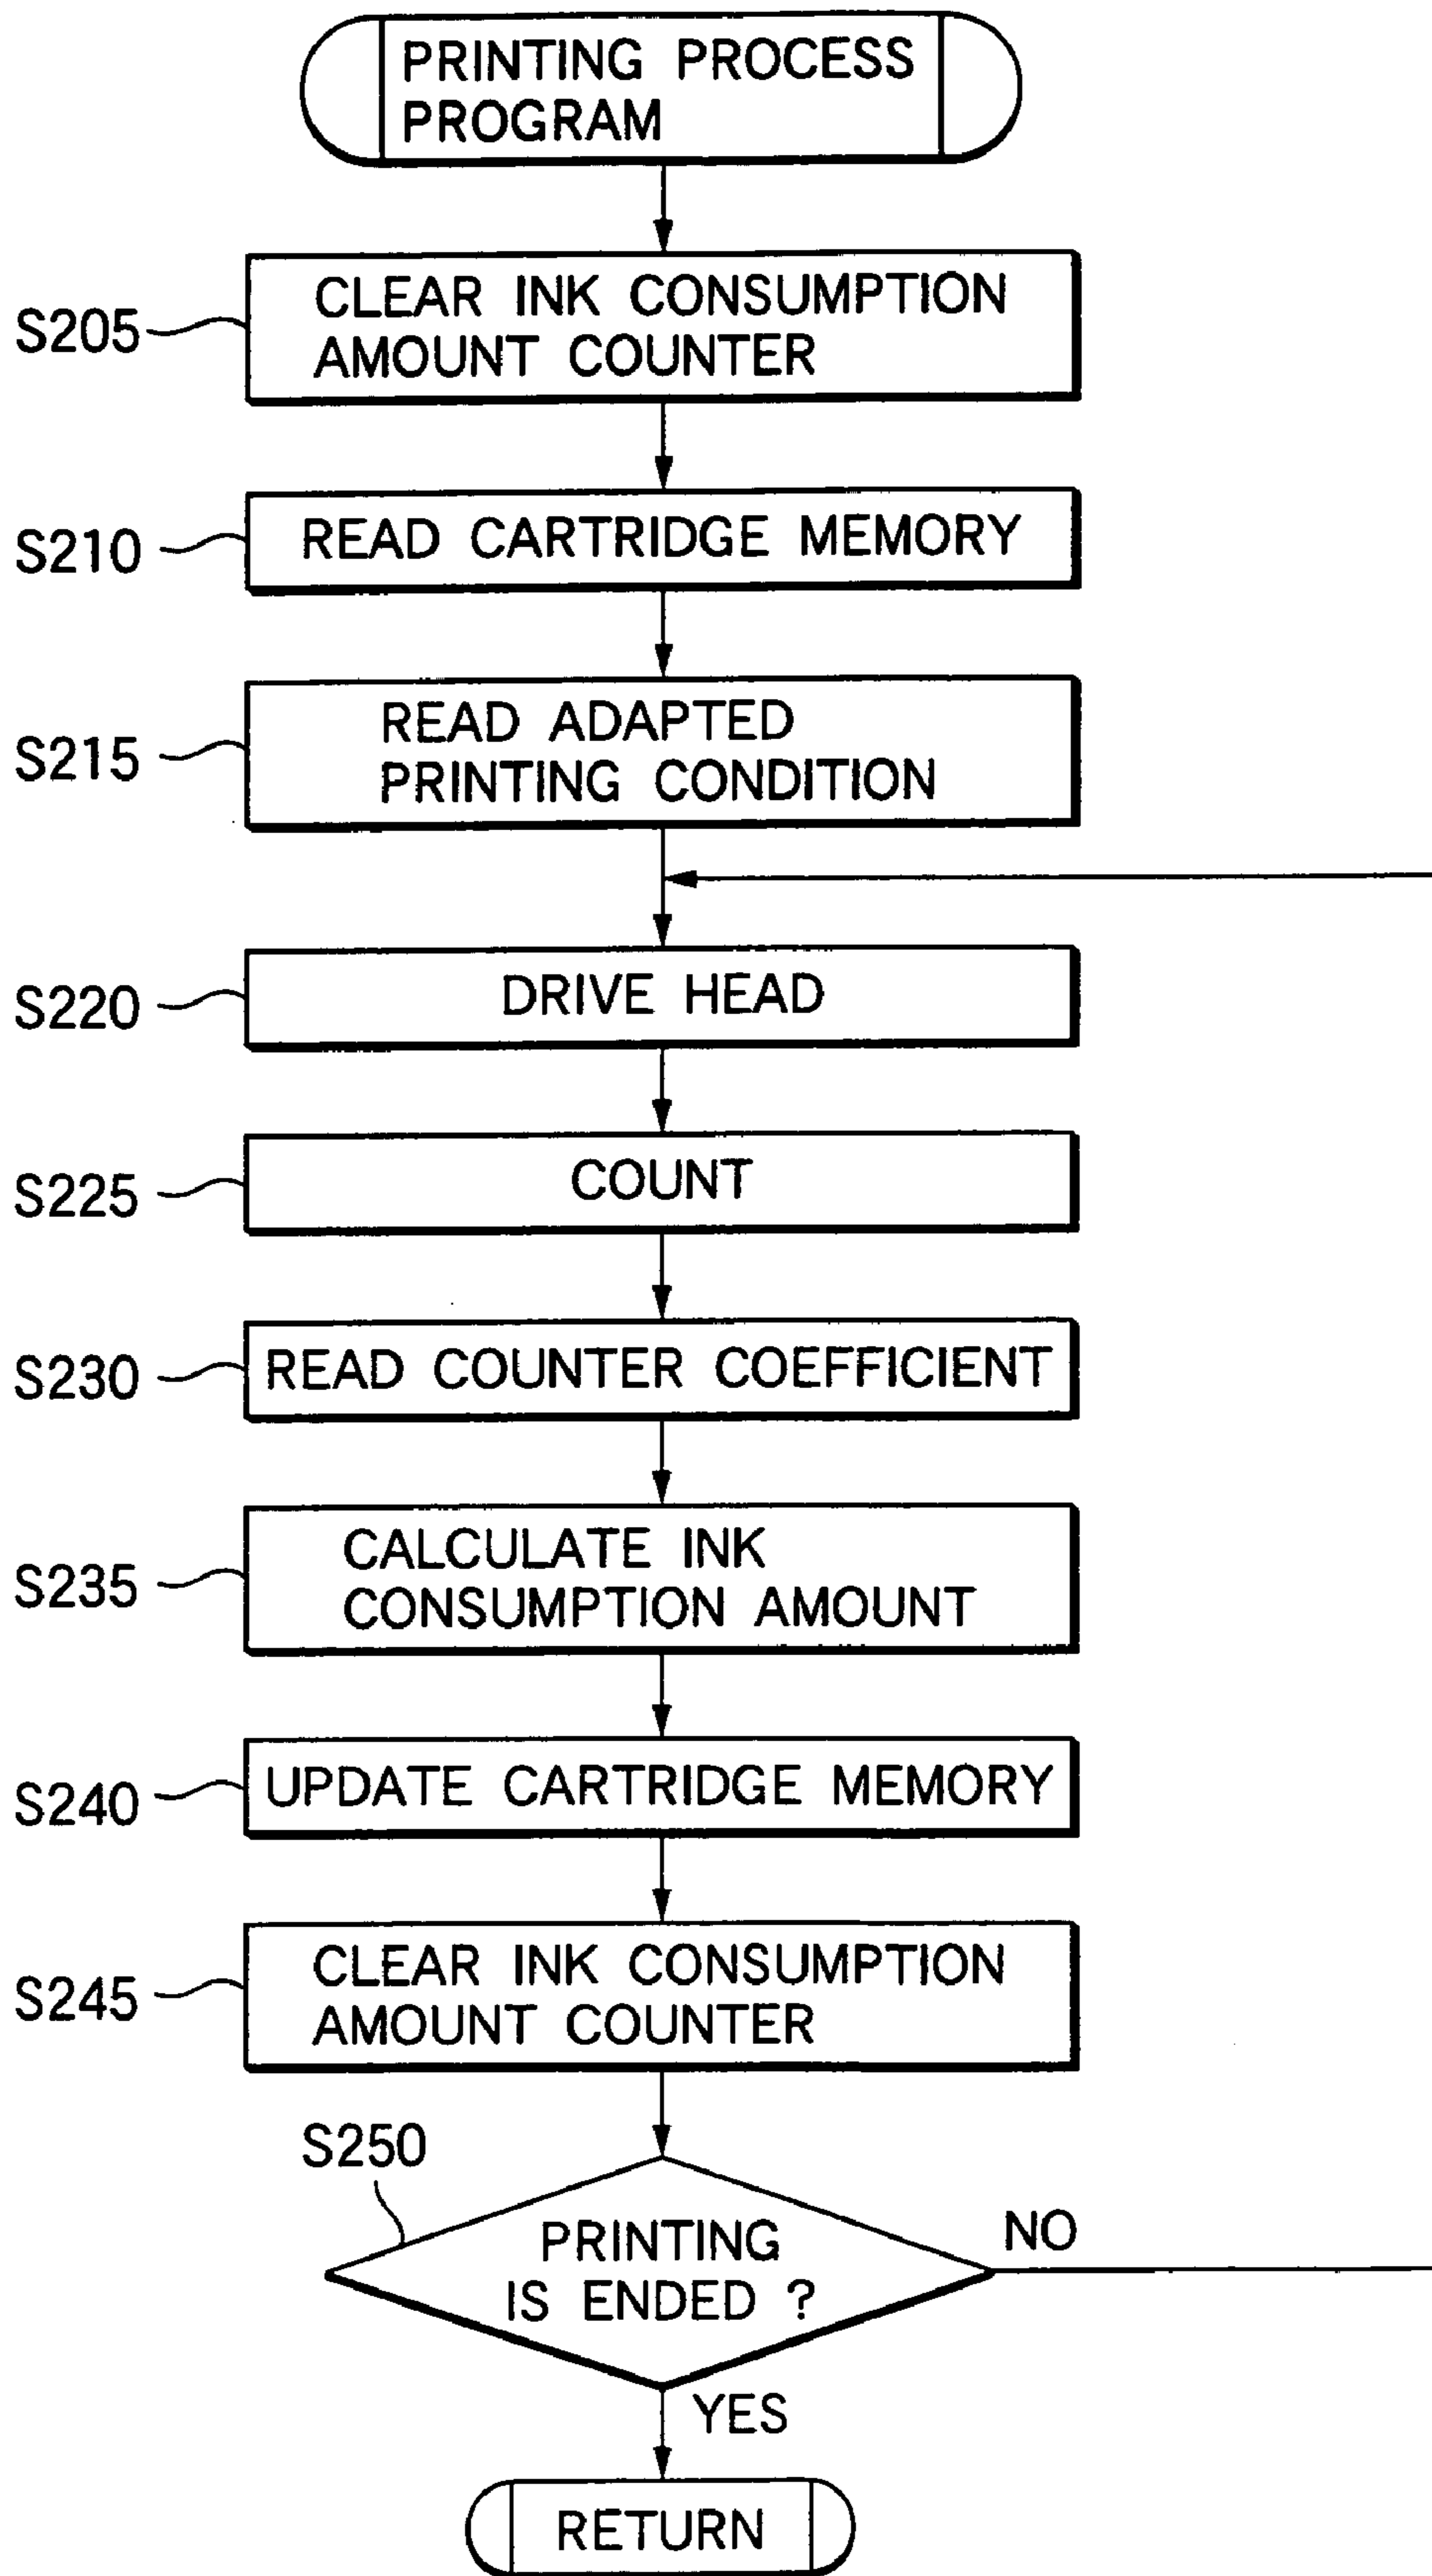 PRINTING PROCESS
PROGRAM
S205
CLEAR INK CONSUMPTION
AMOUNT COUNTER
S210
READ CARTRIDGE MEMORY
S215
READ ADAPTED
PRINTING CONDITION
S220
DRIVE HEAD
S225
COUNT
S230
READ COUNTER COEFFICIENT
S235
CALCULATE INK
CONSUMPTION AMOUNT
S240
UPDATE CARTRIDGE MEMORY
S245
CLEAR INK CONSUMPTION
AMOUNT COUNTER
S250
PRINTING
IS ENDED ?
NO
YES
RETURN